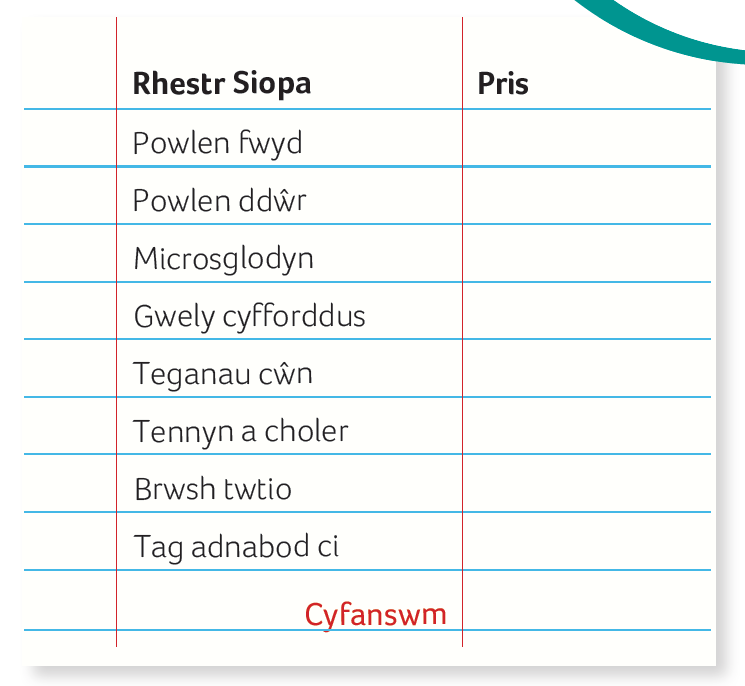 Rhestr Siopa Pris
Powlen fwyd
Powlen ddŵr
Microsglodyn
Gwely cyfforddus
Teganau cŵn
Tennyn a choler
Brwsh twtio
Tag adnabod ci
Cyfanswm